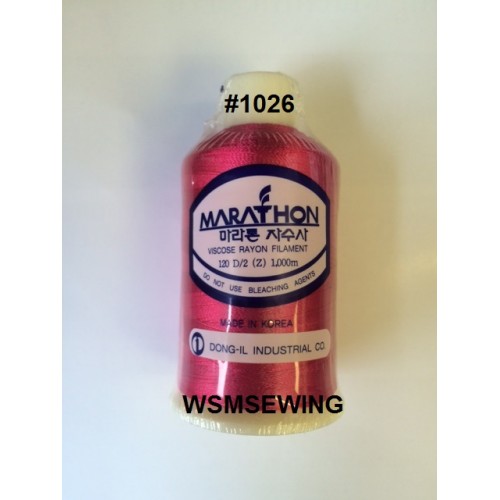 #1026
MARATHON
마라톤 자수사
VISCOSE RAYON FILAMENT
120 D/2 (Z) 1,000m
DO NOT USE BLEACHING AGENTS
MADE IN KOREA
DONG-IL INDUSTRIAL CO.
WSMSEWING